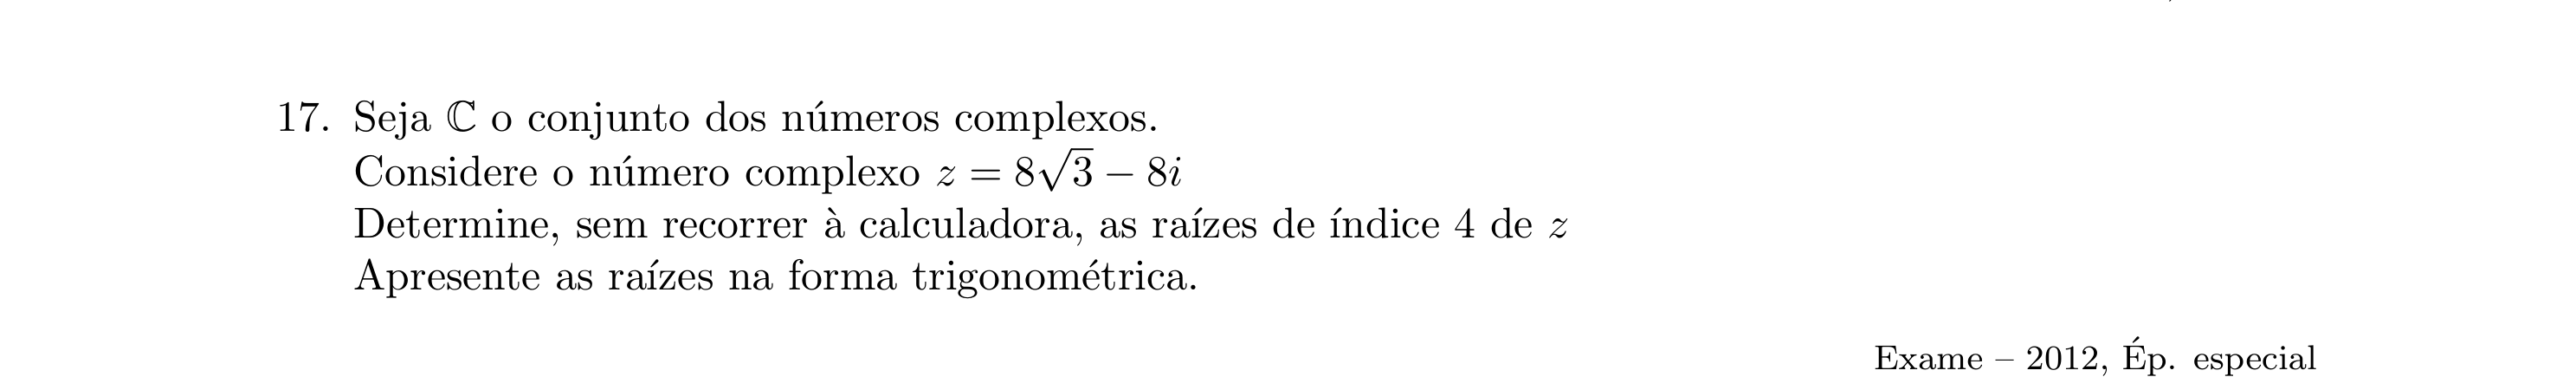 17. Seja ℂ o conjunto dos números complexos.
Considere o número complexo z = 8√3 − 8i
Determine, sem recorrer à calculadora, as raízes de índice 4 de z
Apresente as raízes na forma trigonométrica.
Exame – 2012, Ép. especial